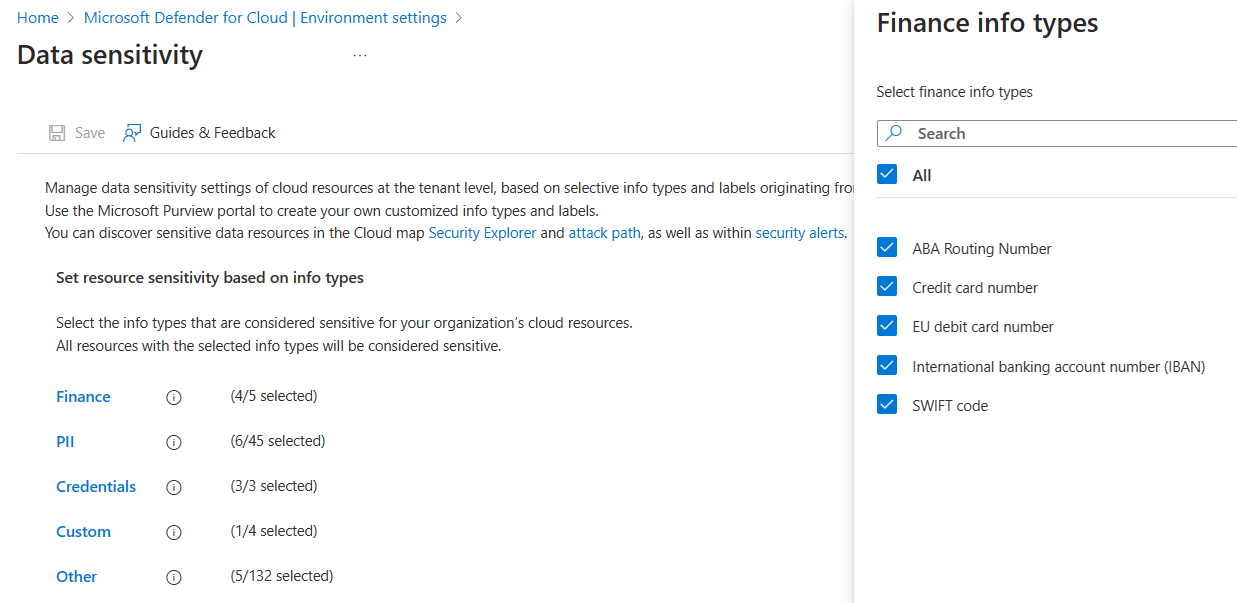 Home > Microsoft Defender for Cloud | Environment settings >
Data sensitivity ...
Save Guides & Feedback
Manage data sensitivity settings of cloud resources at the tenant level, based on selective info types and labels originating
Use the Microsoft Purview portal to create your own customized info types and labels.
You can discover sensitive data resources in the Cloud map Security Explorer and attack path, as well as within security alerts.
Set resource sensitivity based on info types
Select the info types that are considered sensitive for your organization’s cloud resources.
All resources with the selected info types will be considered sensitive.
Finance (4/5 selected)
PII (6/45 selected)
Credentials (3/3 selected)
Custom (1/4 selected)
Other (5/132 selected)
Finance info types
Select finance info types
Search
All
ABA Routing Number
Credit card number
EU debit card number
International banking account number (IBAN)
SWIFT code